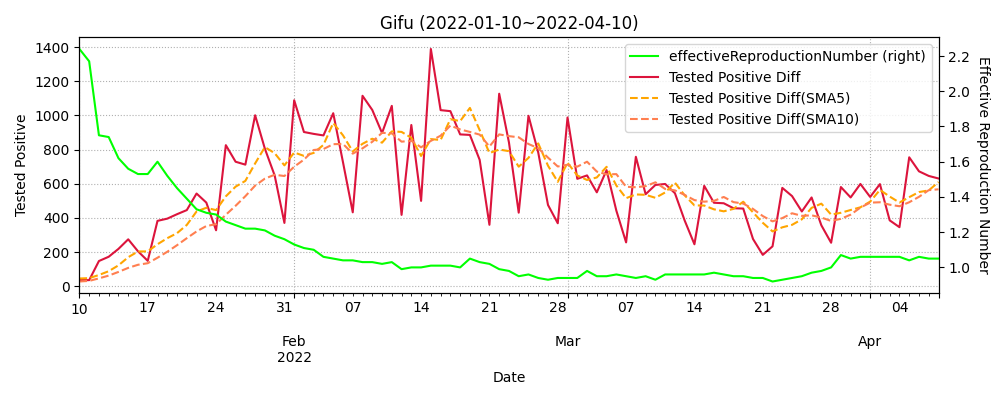 Gifu (2022-01-10~2022-04-10)
effectiveReproductionNumber (right)
Tested Positive Diff
Tested Positive Diff(SMA5)
Tested Positive Diff(SMA10)
Tested Positive
1400
1200
1000
800
600
400
200
0
Effective Reproduction Number
2.2
2.0
1.8
1.6
1.4
1.2
1.0
10 17 24 31 07 14 21 28 07 14 21 28 04
Feb Mar Apr
2022
Date